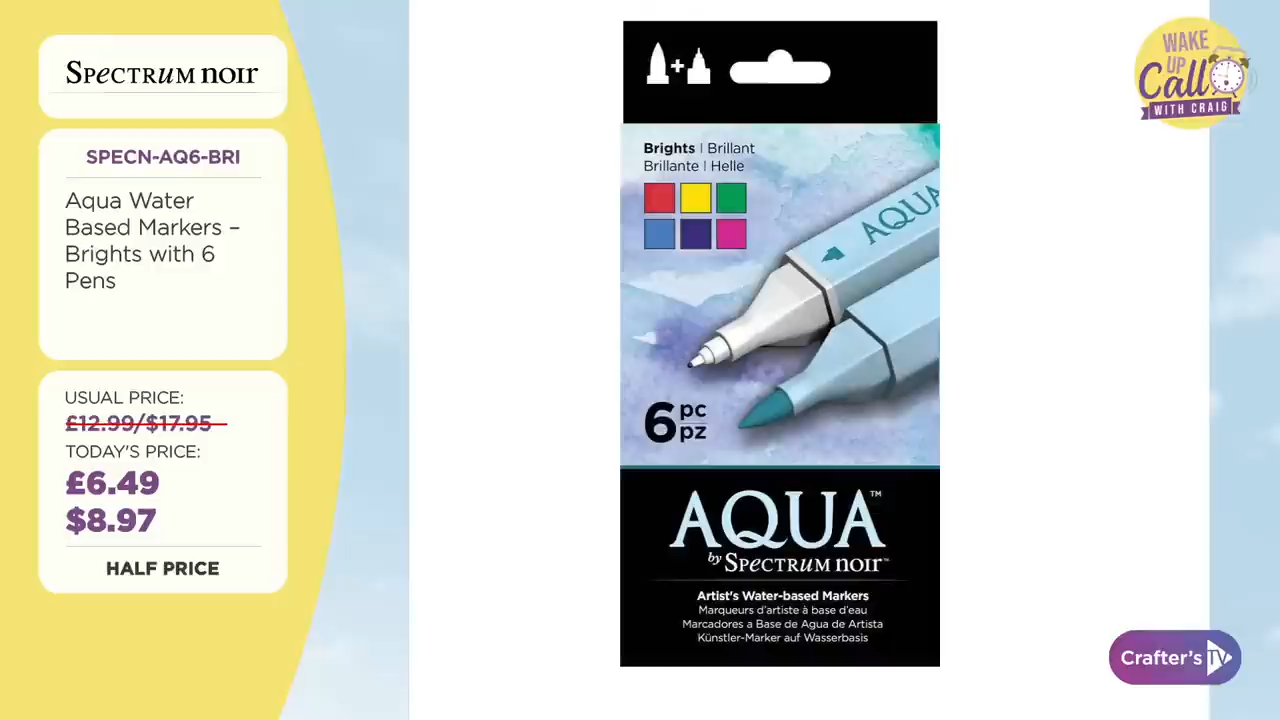 SPECTRUM NOIR
SPECN-AQ6-BRI
Aqua Water
Based Markers –
Brights with 6
Pens
USUAL PRICE:
£12.99/$17.95
TODAY'S PRICE:
£6.49
$8.97
HALF PRICE
Brights | Brillant
Brillante | Helle
AQUA
6 pc
pz
AQUA™
by SPECTRUM NOIR™
Artist's Water-based Markers
Marqueurs d'artiste à base d'eau
Marcadores a Base de Agua de Artista
Künstler-Marker auf Wasserbasis
WAKE
UP
Call
WITH CRAIG
Crafter's TV